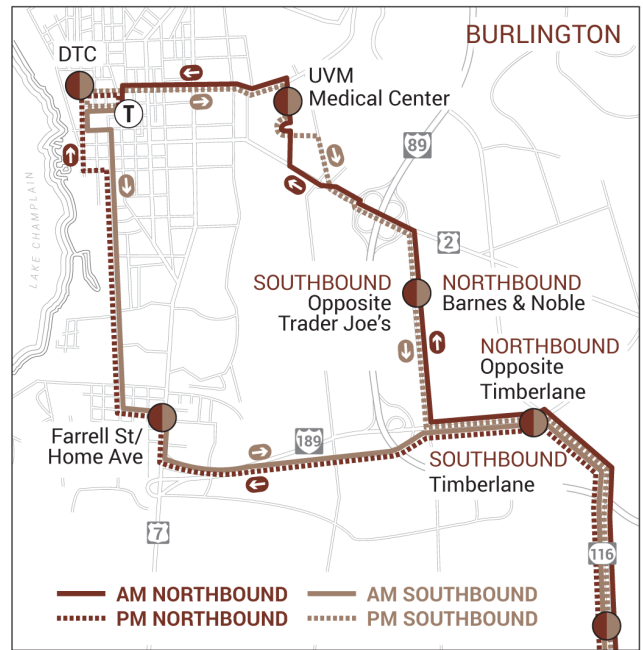 BURLINGTON
DTC
UVM
Medical Center
T
89
2
LAKE CHAMPLAIN
SOUTHBOUND
Opposite
Trader Joe's
NORTHBOUND
Barnes & Noble
NORTHBOUND
Opposite
Timberlane
Farrell St/
Home Ave
189
SOUTHBOUND
Timberlane
7
116
AM NORTHBOUND
AM SOUTHBOUND
PM NORTHBOUND
PM SOUTHBOUND